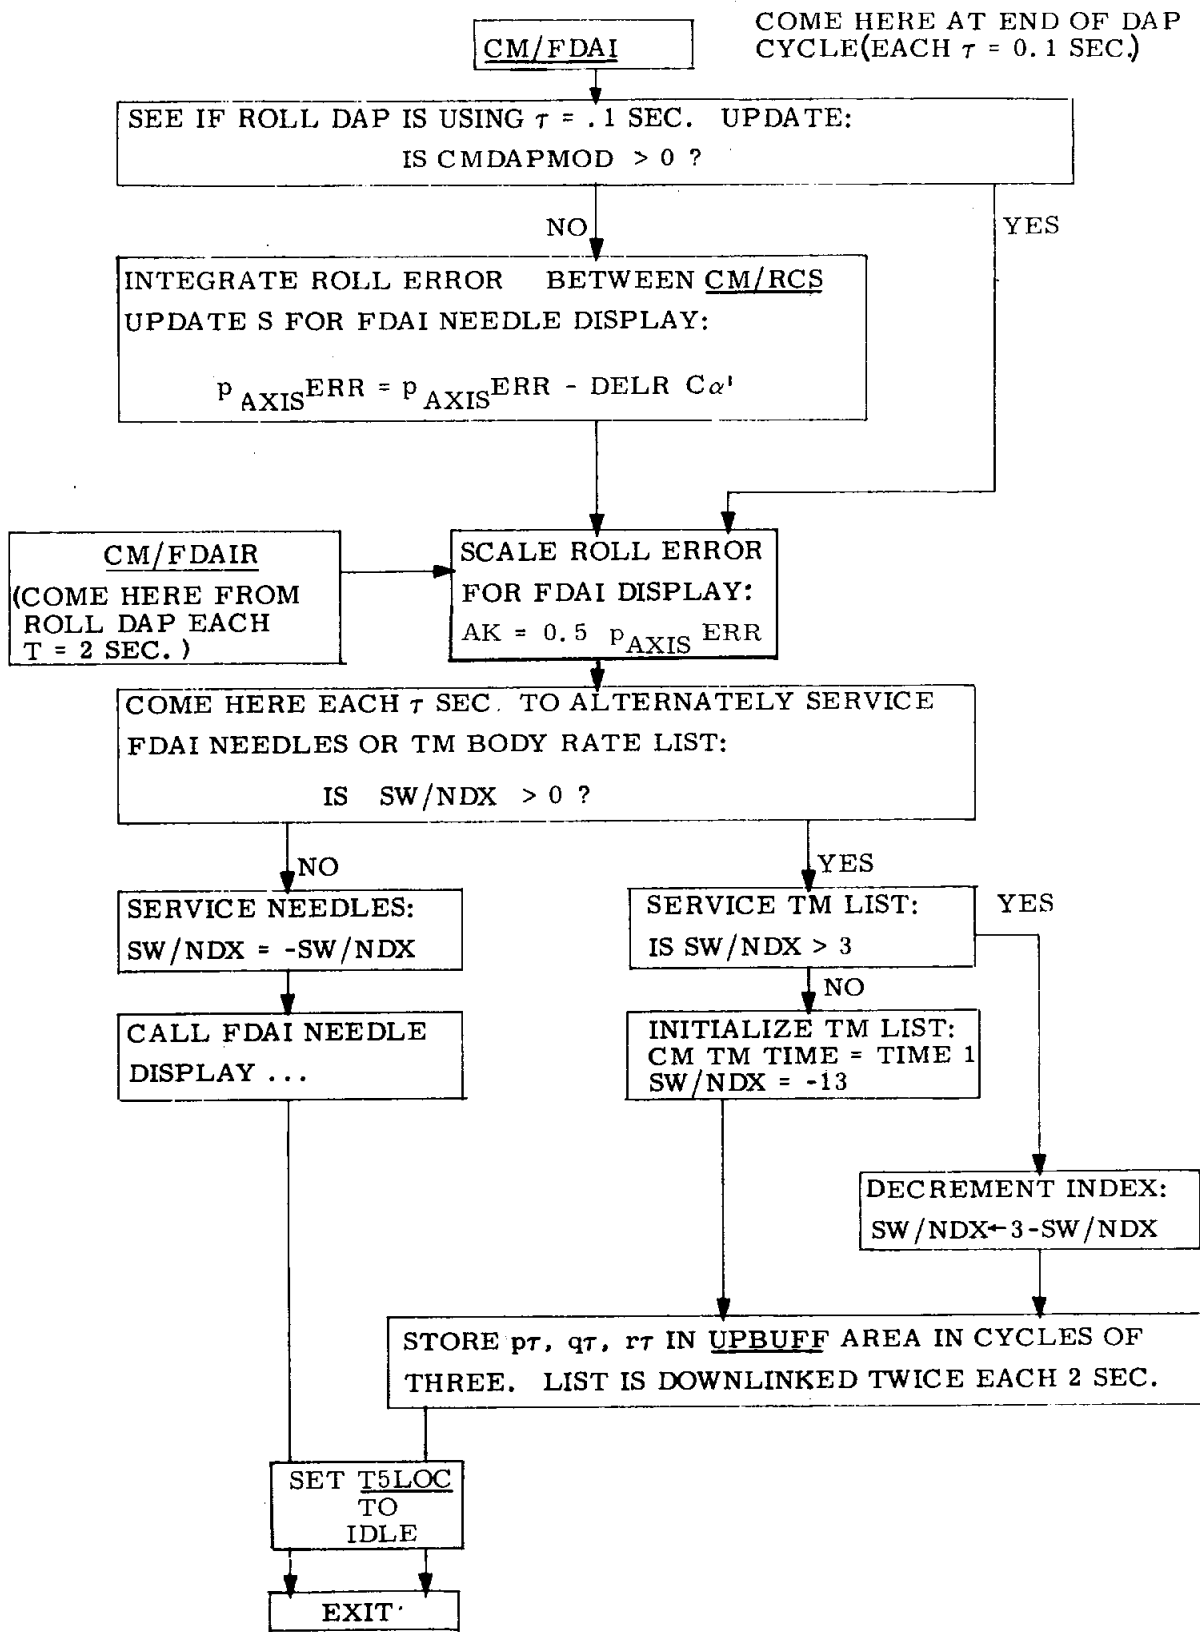 COME HERE AT END OF DAP
CYCLE(EACH τ = 0.1 SEC.)
CM/FDAI
SEE IF ROLL DAP IS USING τ = .1 SEC. UPDATE:
IS CMDAPMOD > 0 ?
NO
YES
INTEGRATE ROLL ERROR BETWEEN CM/RCS
UPDATE S FOR FDAI NEEDLE DISPLAY:
p AXIS ERR = p AXIS ERR - DELR Cα'
CM/FDAIR
(COME HERE FROM
ROLL DAP EACH
T = 2 SEC. )
SCALE ROLL ERROR
FOR FDAI DISPLAY:
AK = 0.5 p AXIS ERR
COME HERE EACH τ SEC. TO ALTERNATELY SERVICE
FDAI NEEDLES OR TM BODY RATE LIST:
IS SW/NDX > 0 ?
NO
YES
SERVICE NEEDLES:
SW/NDX = -SW/NDX
SERVICE TM LIST:
IS SW/NDX > 3
YES
NO
CALL FDAI NEEDLE
DISPLAY ...
INITIALIZE TM LIST:
CM TM TIME = TIME 1
SW/NDX = -13
DECREMENT INDEX:
SW/NDX←3-SW/NDX
STORE pτ, qτ, rτ IN UPBUFF AREA IN CYCLES OF
THREE. LIST IS DOWNLINKED TWICE EACH 2 SEC.
SET T5LOC
TO
IDLE
EXIT